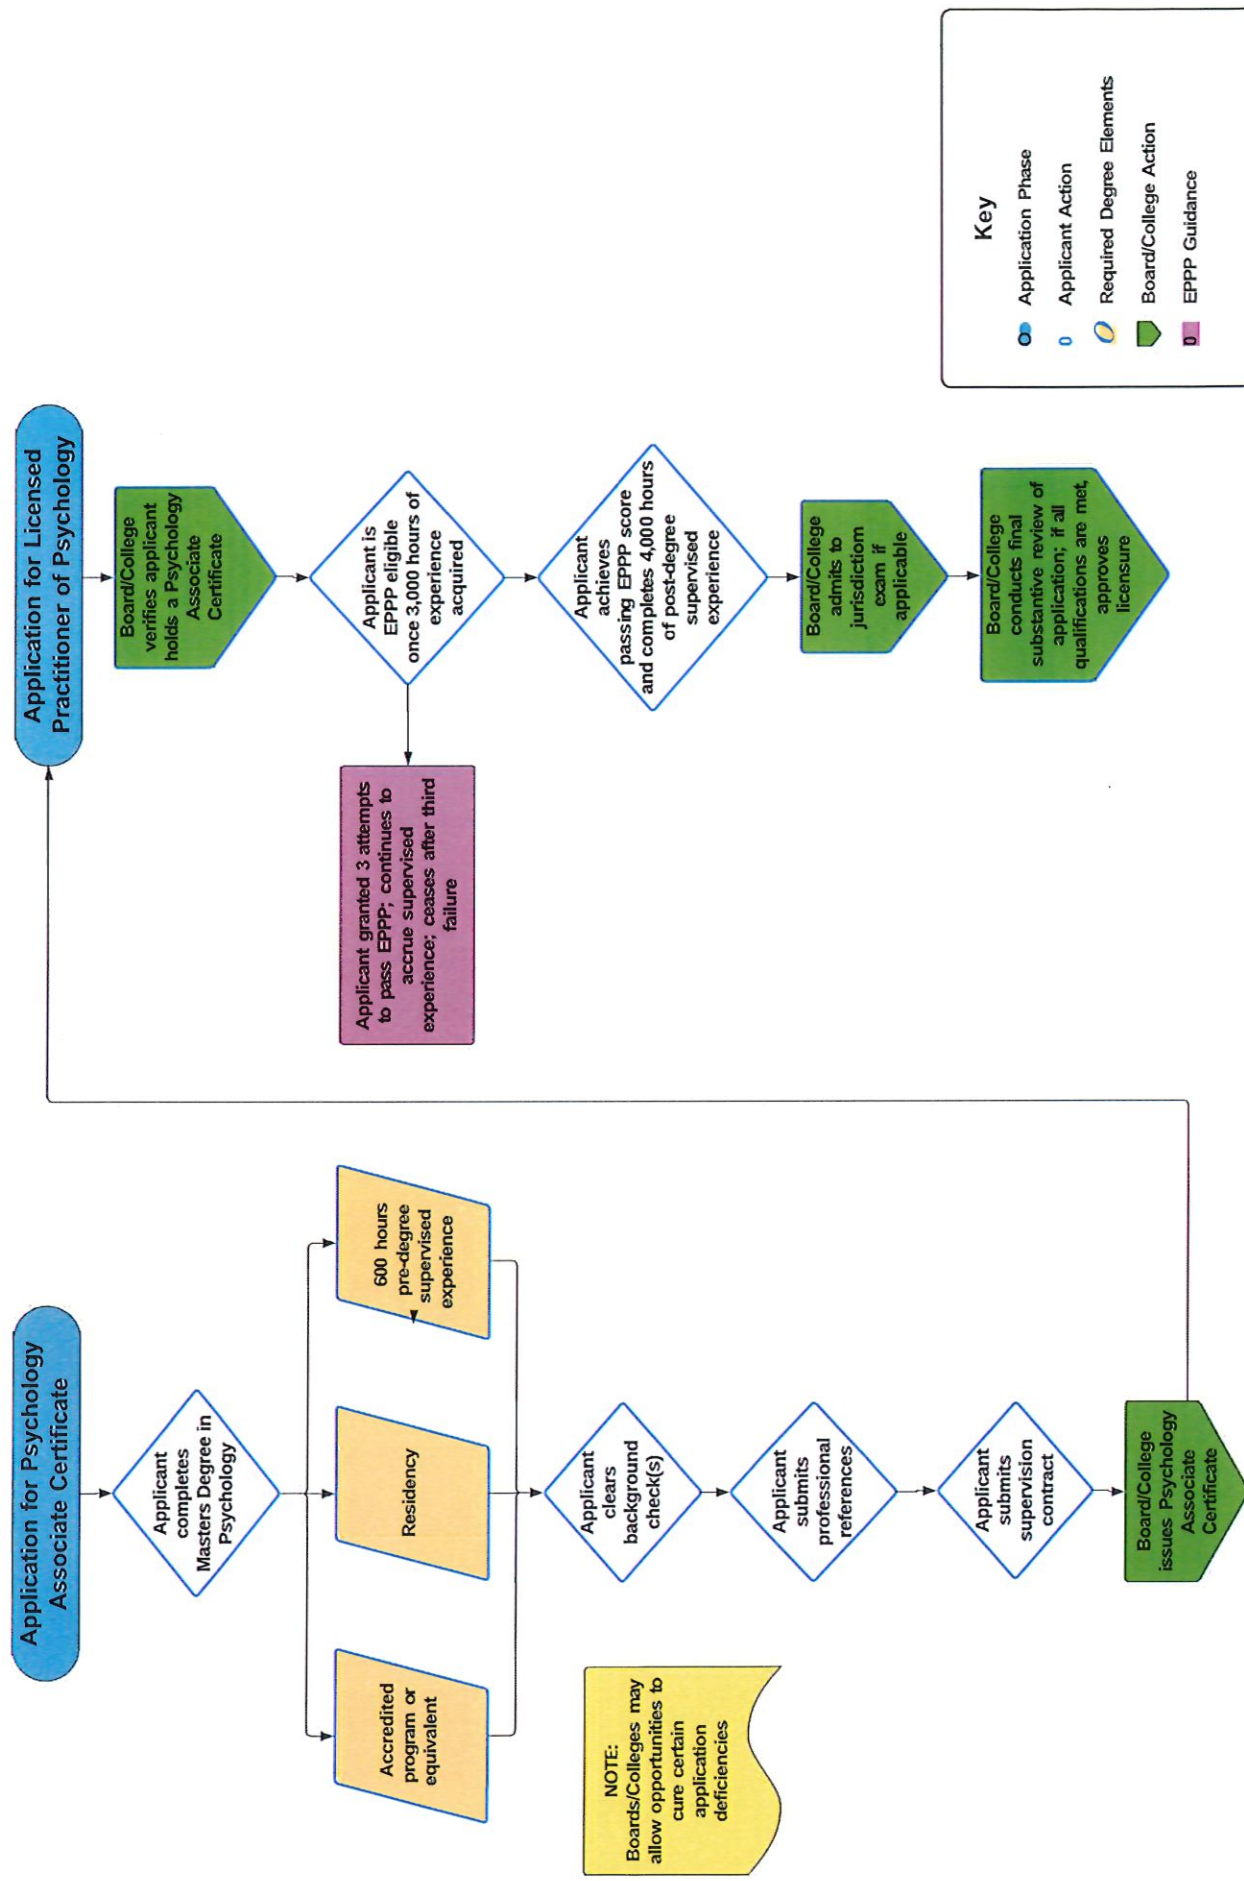 Application for Psychology
Associate Certificate
Applicant
completes
Masters Degree in
Psychology
Accredited
program or
equivalent
Residency
600 hours
pre-degree
supervised
experience
Applicant
clears
background
check(s)
Applicant
submits
professional
references
Applicant
submits
supervision
contract
Board/College
issues Psychology
Associate
Certificate
NOTE:
Boards/Colleges may
allow opportunities to
cure certain
application
deficiencies
Application for Licensed
Practitioner of Psychology
Board/College
verifies applicant
holds a Psychology
Associate
Certificate
Applicant is
EPPP eligible
once 3,000 hours of
experience
acquired
Applicant granted 3 attempts
to pass EPPP; continues to
accrue supervised
experience; ceases after third
failure
Applicant
achieves
passing EPPP score
and completes 4,000 hours
of post-degree
supervised
experience
Board/College
admits to
jurisdictiom
exam if
applicable
Board/College
conducts final
substantive review of
application; if all
qualifications are met,
approves
licensure
Key
Application Phase
Applicant Action
Required Degree Elements
Board/College Action
EPPP Guidance